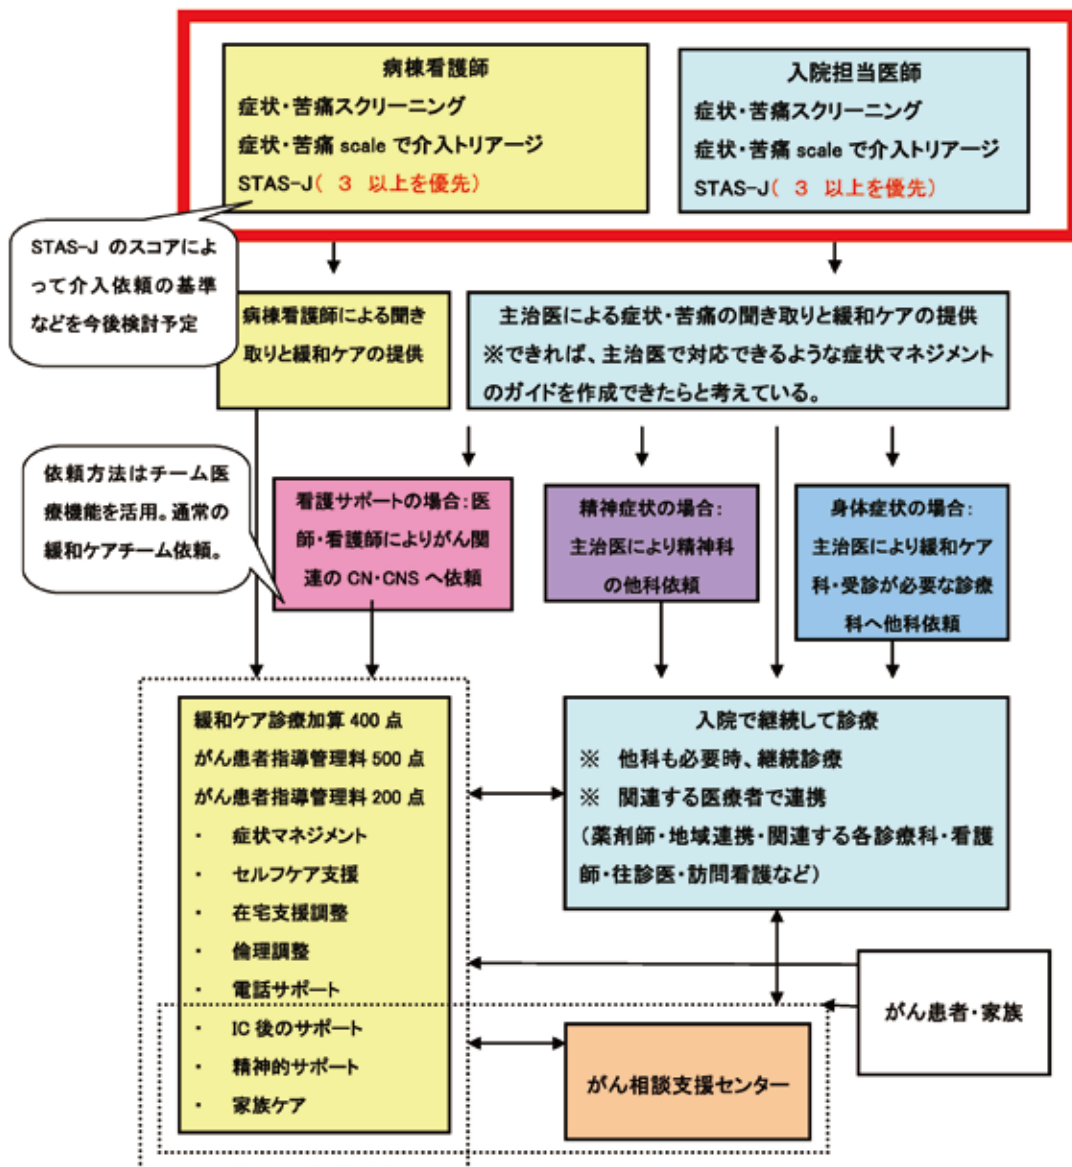 病棟看護師
症状・苦痛スクリーニング
症状・苦痛 scale で介入トリアージ
STAS-J( 3 以上を優先)
入院担当医師
症状・苦痛スクリーニング
症状・苦痛 scale で介入トリアージ
STAS-J( 3 以上を優先)
STAS-J のスコアによ
って介入依頼の基準
などを今後検討予定
病棟看護師による聞き
取りと緩和ケアの提供
主治医による症状・苦痛の聞き取りと緩和ケアの提供
※できれば、主治医で対応できるような症状マネジメント
のガイドを作成できたらと考えている。
依頼方法はチーム医
療機能を活用。通常の
緩和ケアチーム依頼。
看護サポートの場合:医
師・看護師によりがん関
連の CN・CNS へ依頼
精神症状の場合:
主治医により精神科
の他科依頼
身体症状の場合:
主治医により緩和ケア
科・受診が必要な診療
科へ他科依頼
緩和ケア診療加算 400 点
がん患者指導管理料 500 点
がん患者指導管理料 200 点
・ 症状マネジメント
・ セルフケア支援
・ 在宅支援調整
・ 倫理調整
・ 電話サポート
・ IC 後のサポート
・ 精神的サポート
・ 家族ケア
入院で継続して診療
※ 他科も必要時、継続診療
※ 関連する医療者で連携
(薬剤師・地域連携・関連する各診療科・看護
師・往診医・訪問看護など)
がん患者・家族
がん相談支援センター